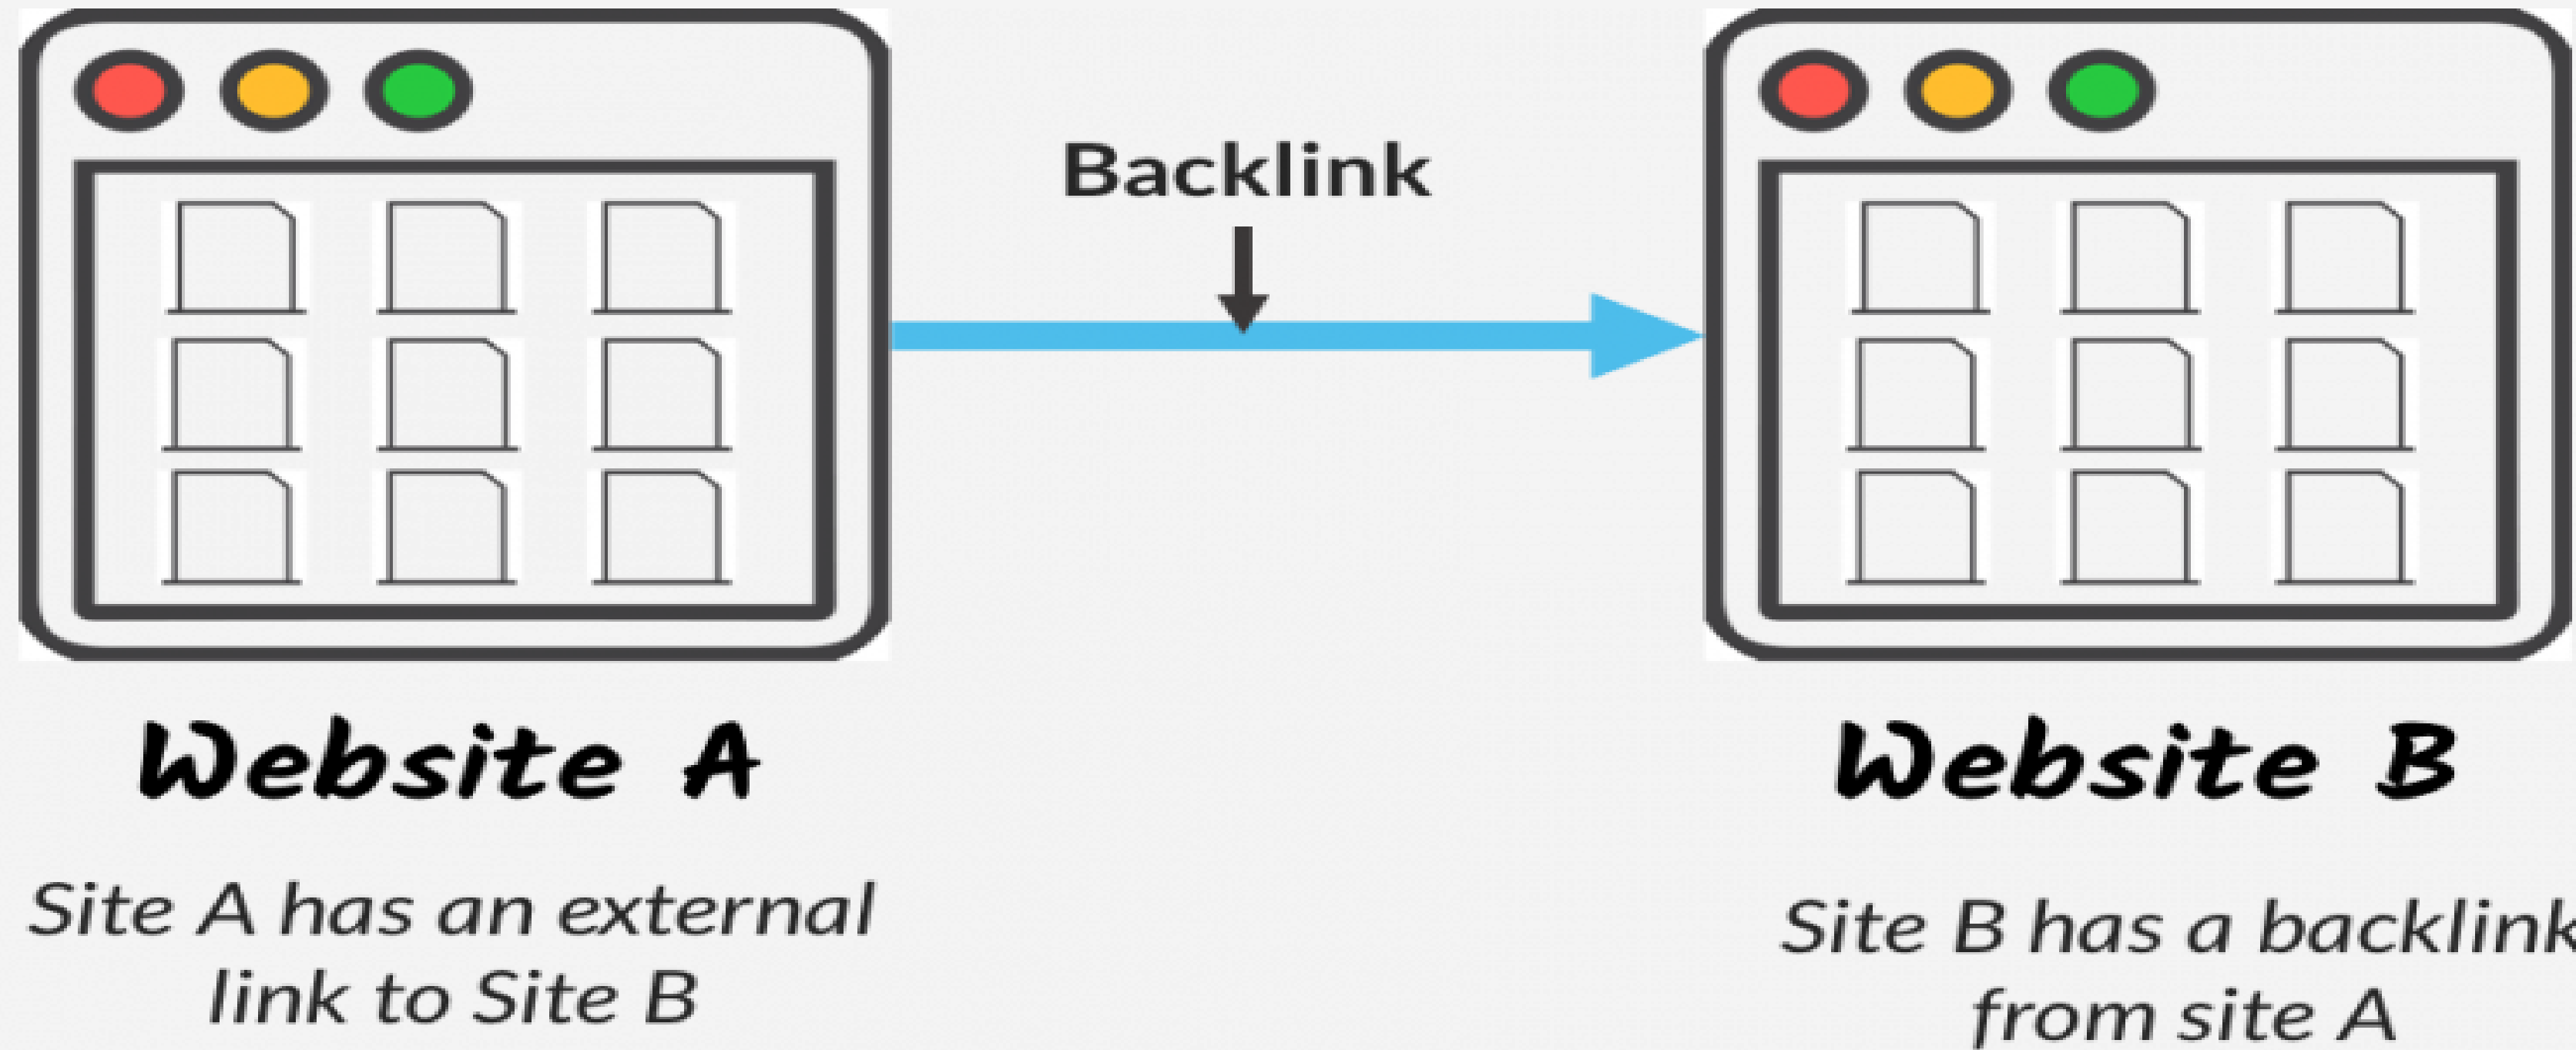 Backlink
Website A
Website B
Site A has an external
link to Site B
Site B has a backlink
from site A